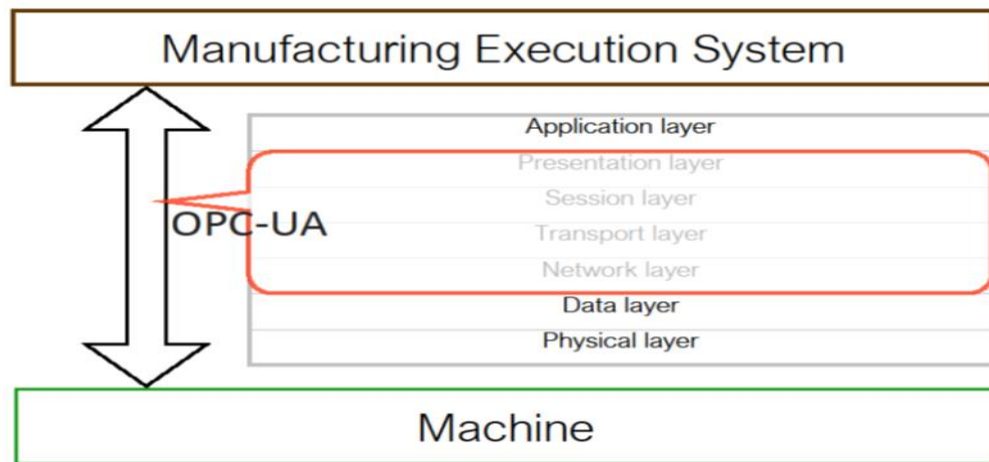 Manufacturing Execution System
Application layer
Presentation layer
Session layer
OPC-UA
Transport layer
Network layer
Data layer
Physical layer
Machine